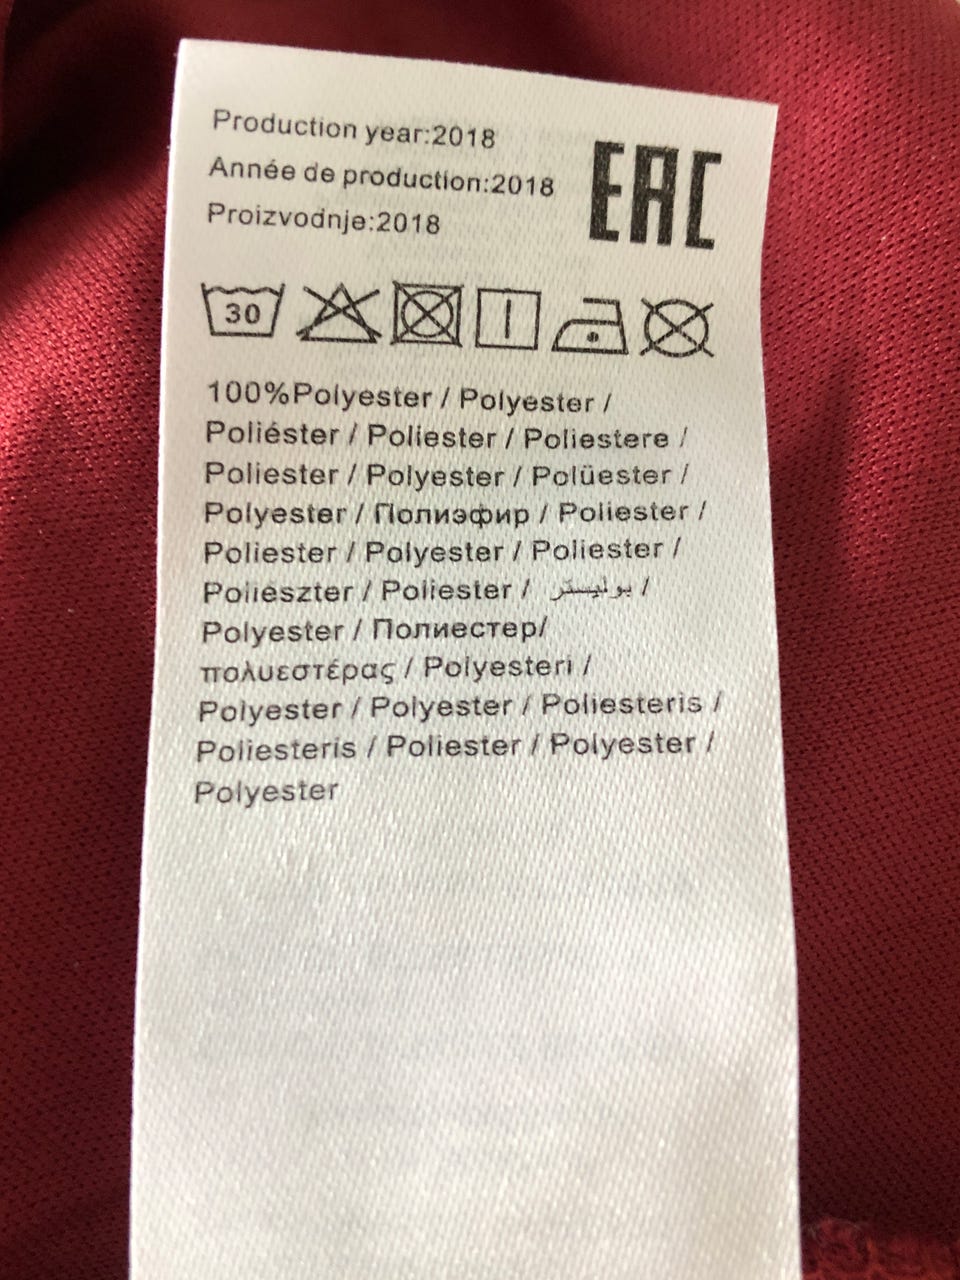 Production year:2018
Année de production:2018
Proizvodnje:2018
EAC
30
100%Polyester / Polyester /
Poliéster / Poliester / Poliestere /
Poliester / Polyester / Polüester /
Polyester / Полиэфир / Poliester /
Poliester / Polyester / Poliester /
Poliészter / Poliester / بوليستر /
Polyester / Полиестер/
πολυεστέρας / Polyesteri /
Polyester / Polyester / Poliesteris /
Poliesteris / Poliester / Polyester /
Polyester